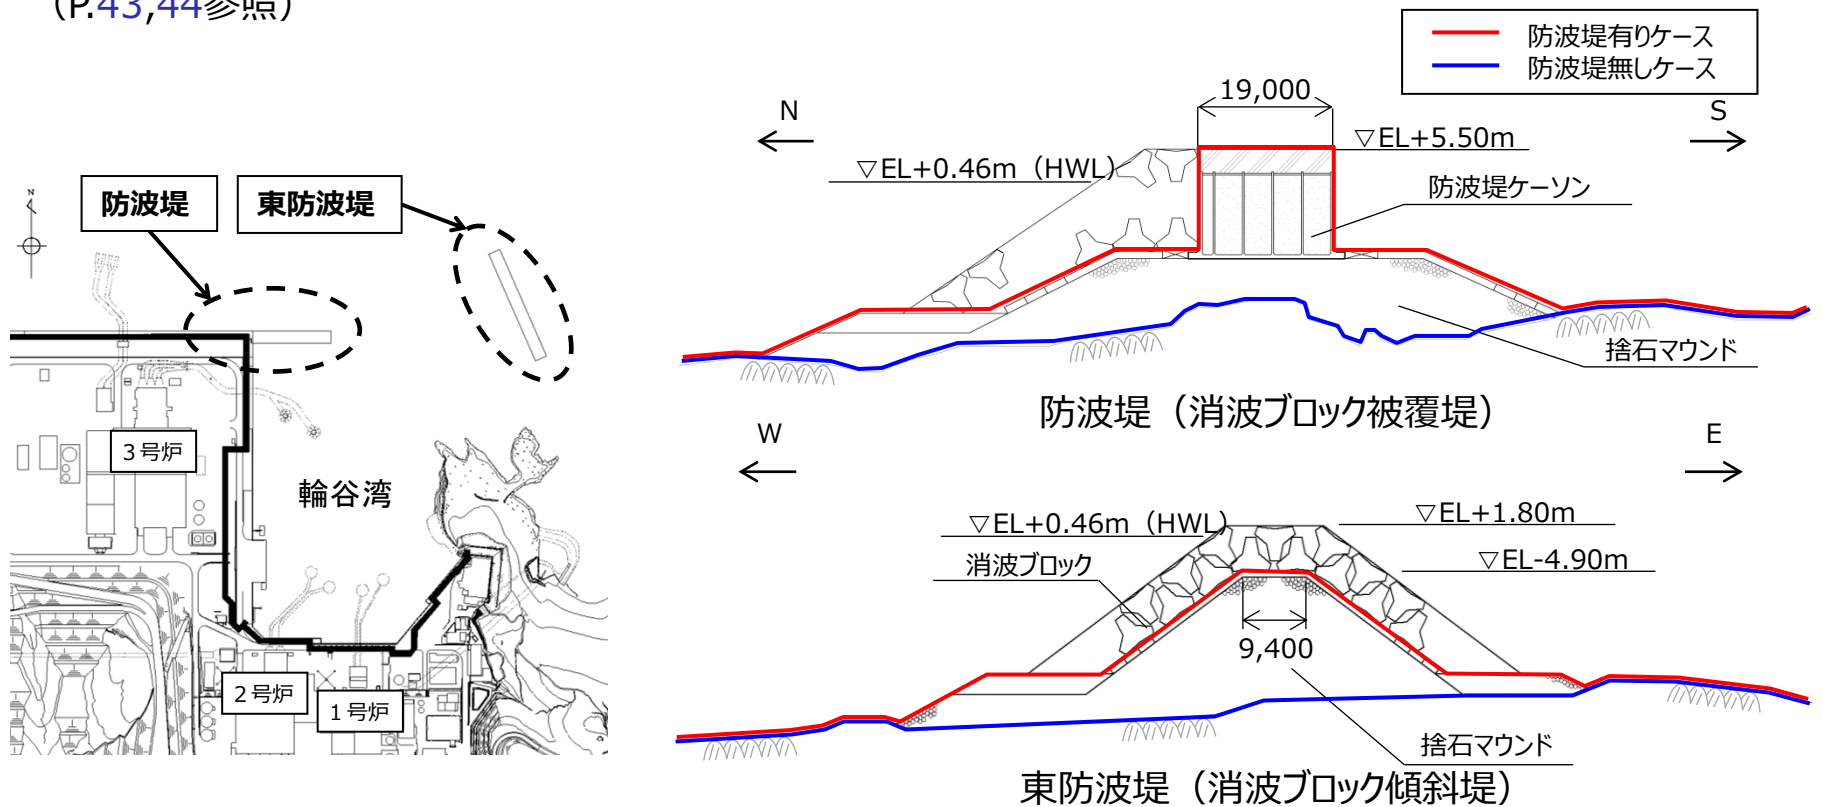 （P.43,44参照）
防波堤有りケース
防波堤無しケース
N
19,000
S
▽EL+5.50m
▽EL+0.46m（HWL）
防波堤ケーソン
捨石マウンド
防波堤（消波ブロック被覆堤）
N
防波堤
東防波堤
3号炉
輪谷湾
2号炉
1号炉
W
E
▽EL+0.46m（HWL）
▽EL+1.80m
消波ブロック
▽EL-4.90m
9,400
捨石マウンド
東防波堤（消波ブロック傾斜堤）